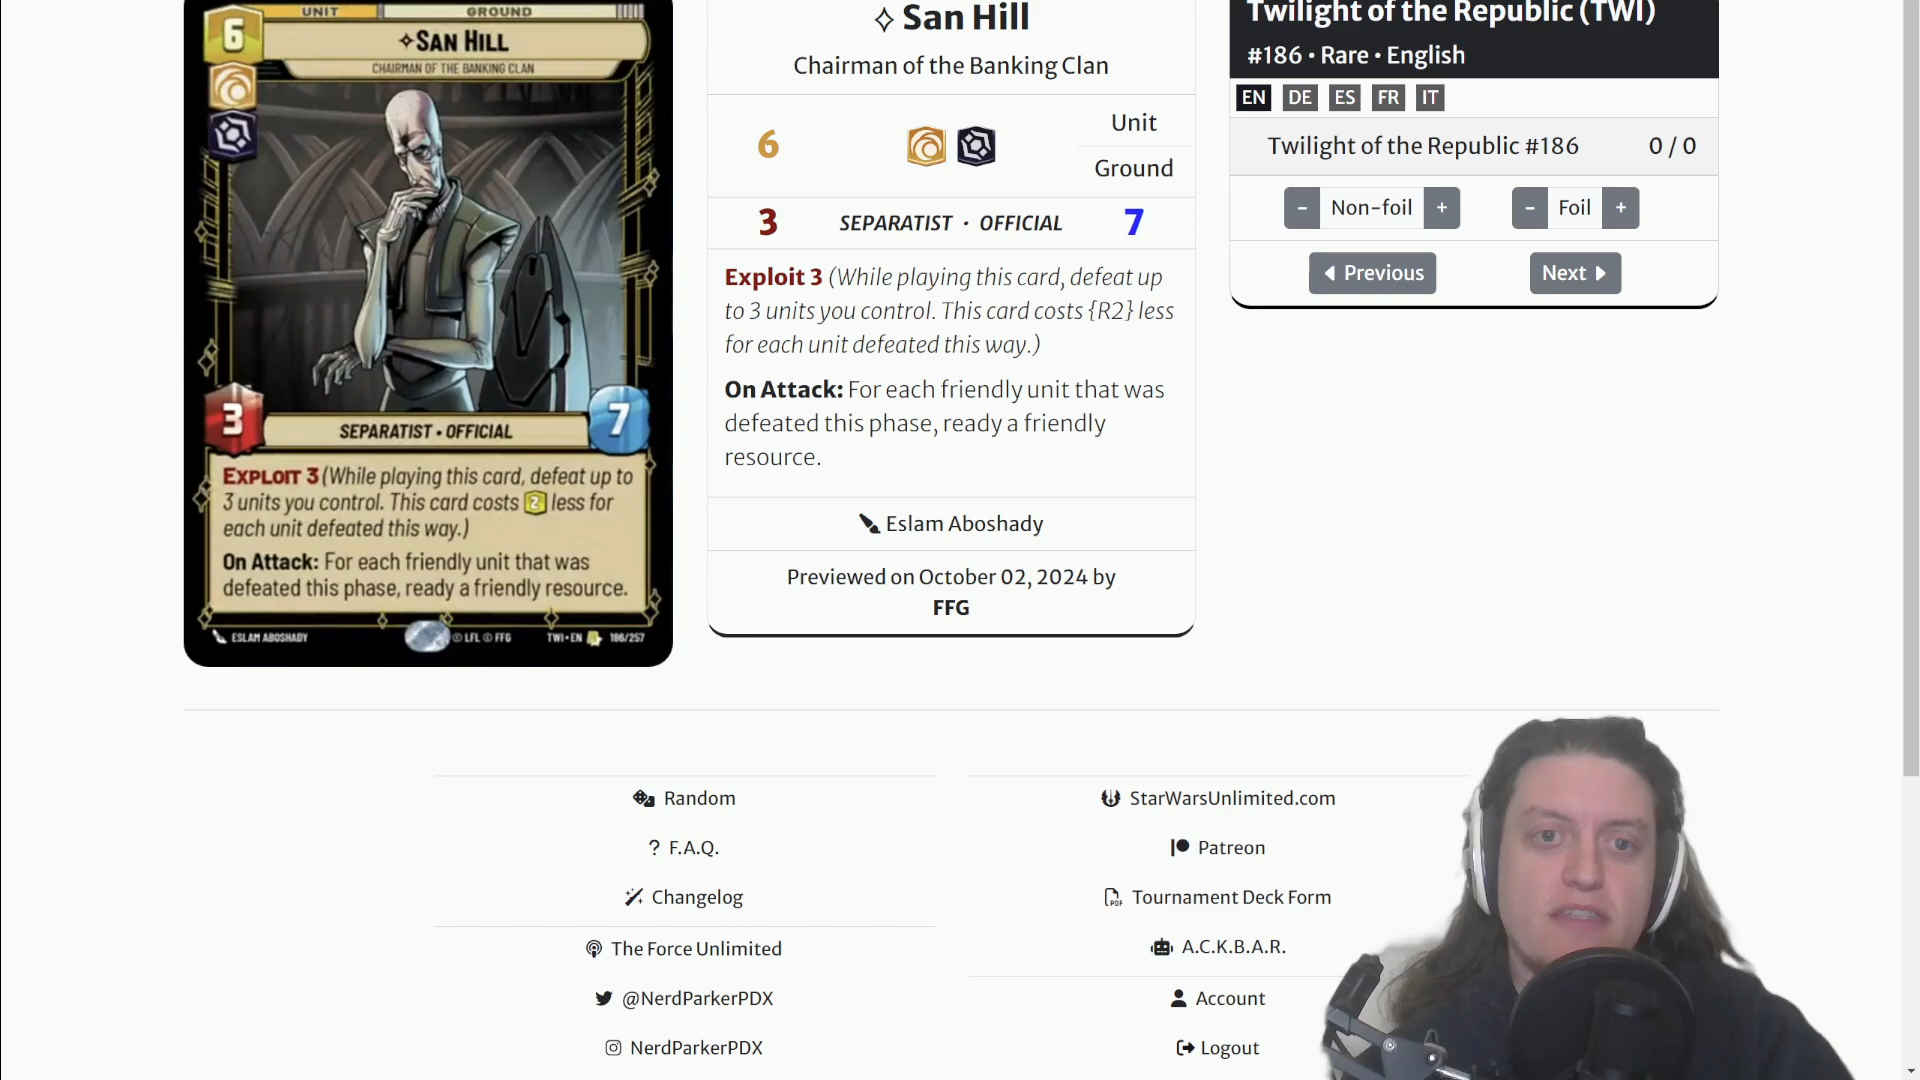 UNIT GROUND
6
SAN HILL
CHAIRMAN OF THE BANKING CLAN
3
7
SEPARATIST • OFFICIAL
EXPLOIT 3 (While playing this card, defeat up to
3 units you control. This card costs 2 less for
each unit defeated this way.)
On Attack: For each friendly unit that was
defeated this phase, ready a friendly resource.
ESLAM ABOSHADY
© LFL © FFG
TWI • EN
186/257
San Hill
Chairman of the Banking Clan
6
Unit
Ground
3
SEPARATIST · OFFICIAL
7
Exploit 3 (While playing this card, defeat up
to 3 units you control. This card costs {R2} less
for each unit defeated this way.)
On Attack: For each friendly unit that was
defeated this phase, ready a friendly
resource.
Eslam Aboshady
Previewed on October 02, 2024 by
FFG
Twilight of the Republic (TWI)
#186 • Rare • English
EN DE ES FR IT
Twilight of the Republic #186 0 / 0
- Non-foil + - Foil +
Previous Next
Random
? F.A.Q.
Changelog
The Force Unlimited
@NerdParkerPDX
NerdParkerPDX
StarWarsUnlimited.com
Patreon
PDF Tournament Deck Form
A.C.K.B.A.R.
Account
Logout